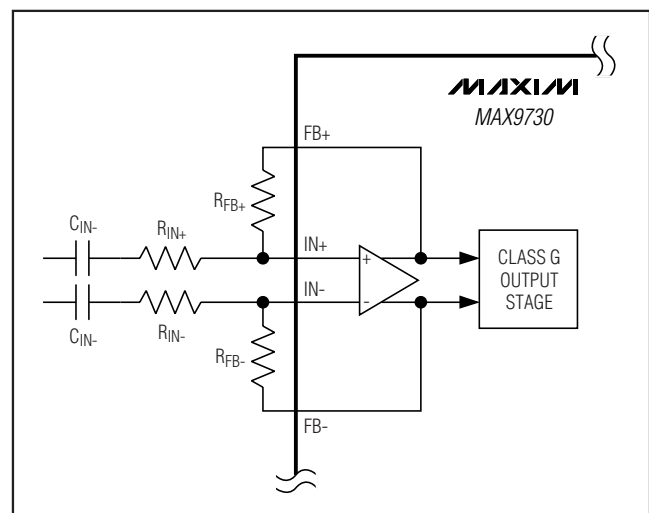 MAXIM
MAX9730
FB+
RFB+
CIN-
RIN+
IN+
+
CLASS G
OUTPUT
STAGE
IN-
-
CIN-
RIN-
RFB-
FB-